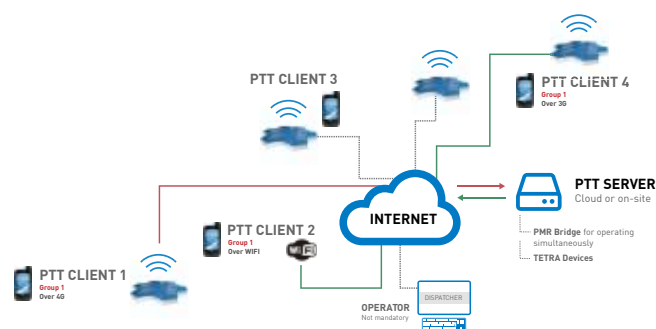 PTT CLIENT 3
PTT CLIENT 4
Group 1
Over 3G
PTT SERVER
Cloud or on-site
INTERNET
PTT CLIENT 2
Group 1
Over WIFI
WiFi
PMR Bridge for operating
simultaneously
TETRA Devices
PTT CLIENT 1
Group 1
Over 4G
DISPATCHER
OPERATOR
Not mandatory